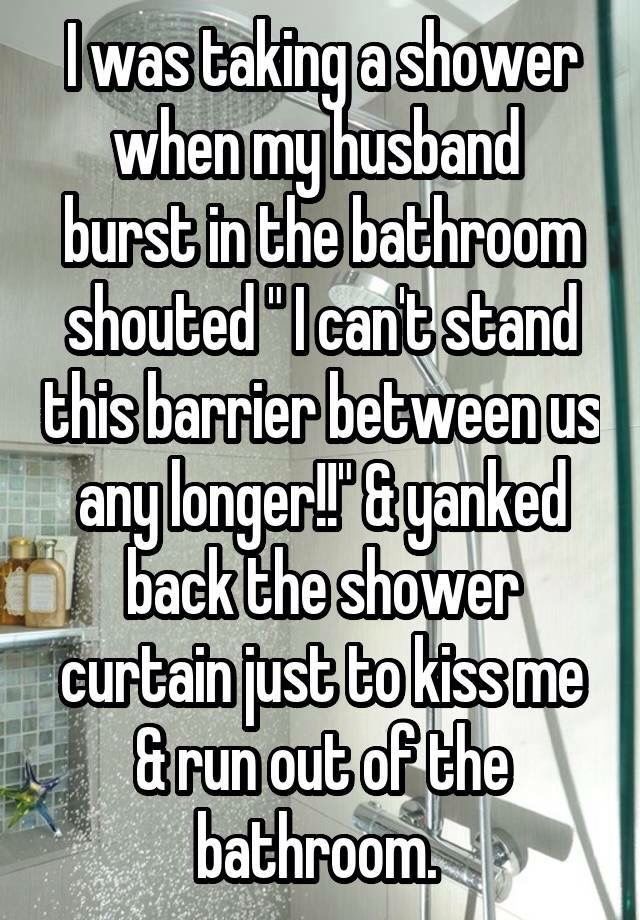 I was taking a shower
when my husband
burst in the bathroom
shouted " I can't stand
this barrier between us
any longer!!" & yanked
back the shower
curtain just to kiss me
& run out of the
bathroom.